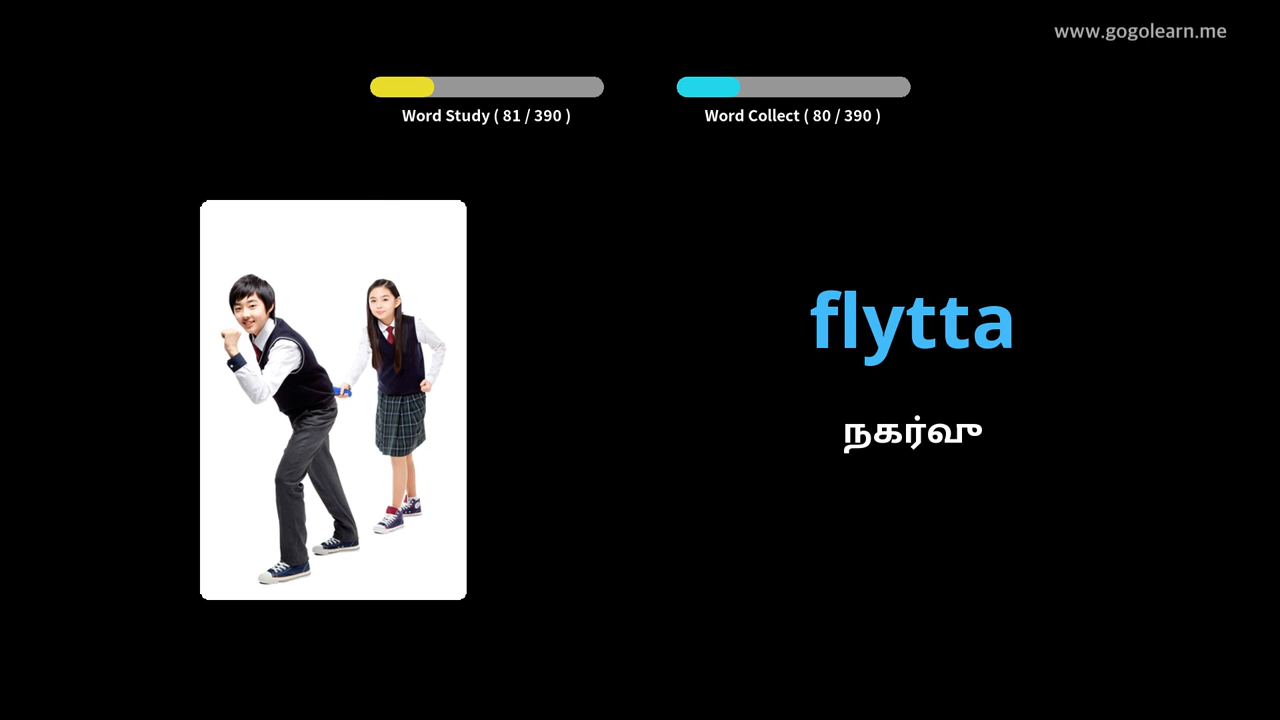 www.gogolearn.me
Word Study ( 81 / 390 )
Word Collect ( 80 / 390 )
flytta
நகர்வு